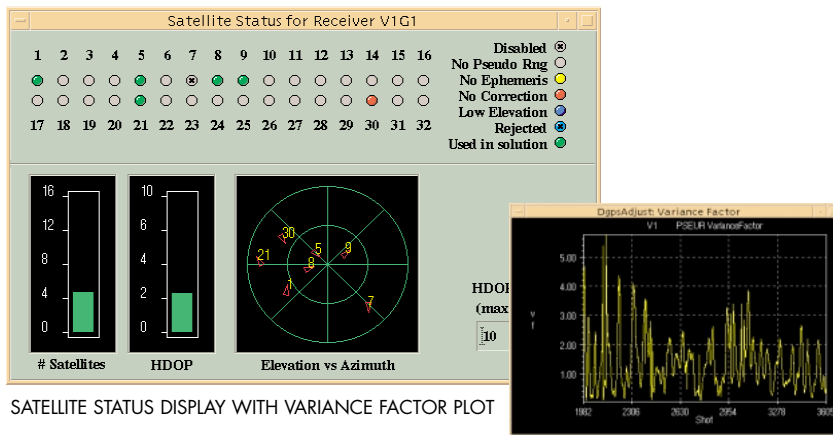 Satellite Status for Receiver V1G1
1 2 3 4 5 6 7 8 9 10 11 12 13 14 15 16
17 18 19 20 21 22 23 24 25 26 27 28 29 30 31 32
Disabled
No Pseudo Rng
No Ephemeris
No Correction
Low Elevation
Rejected
Used in solution
16
12
8
4
0
# Satellites
10
8
6
4
2
0
HDOP
30
21
5
9
8
1
7
Elevation vs Azimuth
(max
10
DgpsAdjust: Variance Factor
V1 PSEUR VarianceFactor
5.00
4.00
3.00
2.00
1.00
v
f
1982 2306 2630 2954 3278 3605
Shot
SATELLITE STATUS DISPLAY WITH VARIANCE FACTOR PLOT